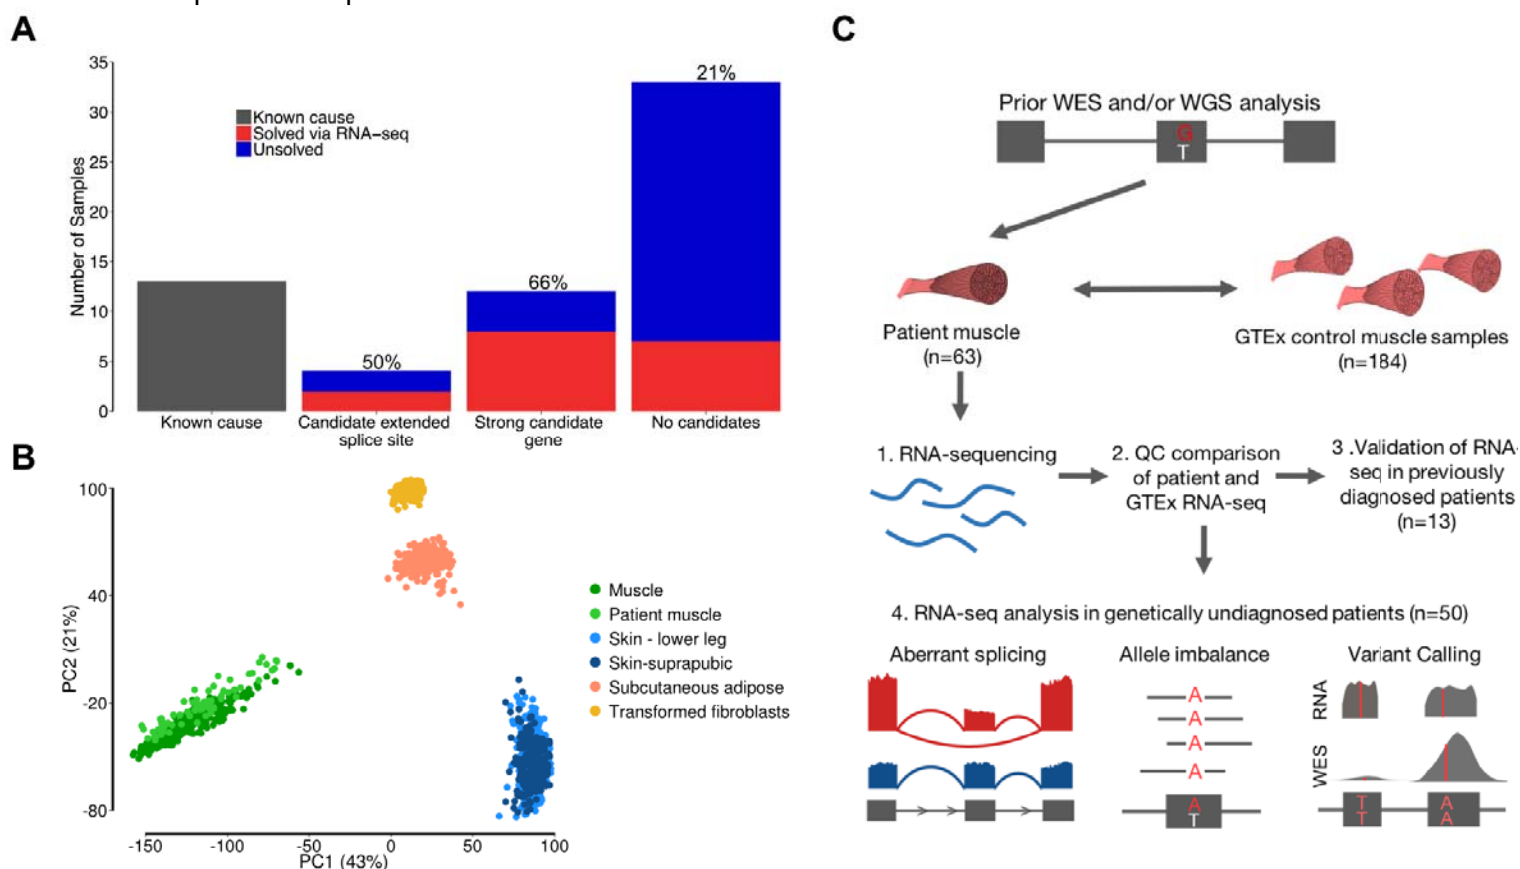 A
35
30
25
20
15
10
5
0
Number of Samples
Known cause
Solved via RNA-seq
Unsolved
50%
66%
21%
Known cause
Candidate extended
splice site
Strong candidate
gene
No candidates
B
100
40
-20
-80
PC2 (21%)
-150 -100 -50 0 50 100
PC1 (43%)
Muscle
Patient muscle
Skin - lower leg
Skin-suprapubic
Subcutaneous adipose
Transformed fibroblasts
C
Prior WES and/or WGS analysis
G
T
Patient muscle
(n=63)
GTEx control muscle samples
(n=184)
1. RNA-sequencing
2. QC comparison
of patient and
GTEx RNA-seq
3 .Validation of RNA-
seq in previously
diagnosed patients
(n=13)
4. RNA-seq analysis in genetically undiagnosed patients (n=50)
Aberrant splicing
Allele imbalance
A
A
A
A
A
T
Variant Calling
RNA
WES
T A
T A